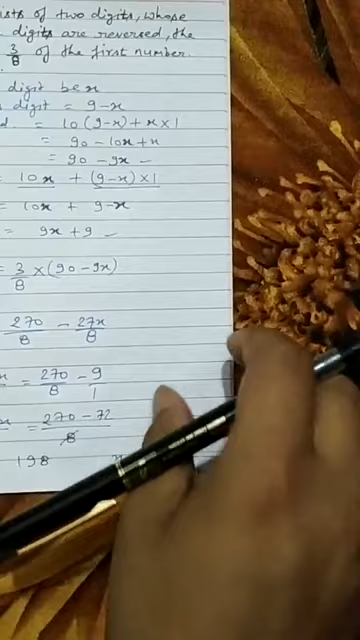 ists of two digits, whose
digits are reversed, the
3/8 of the first number.
digit be x
digit = 9-x
= 10(9-x)+x×1
= 90-10x+x
= 90-9x -
10x + (9-x)×1
= 10x + 9-x
= 9x+9 -
= 3/8 ×(90-9x)
270/8 - 27x/8
= 270/8 - 9/1
= 270-72/8
198